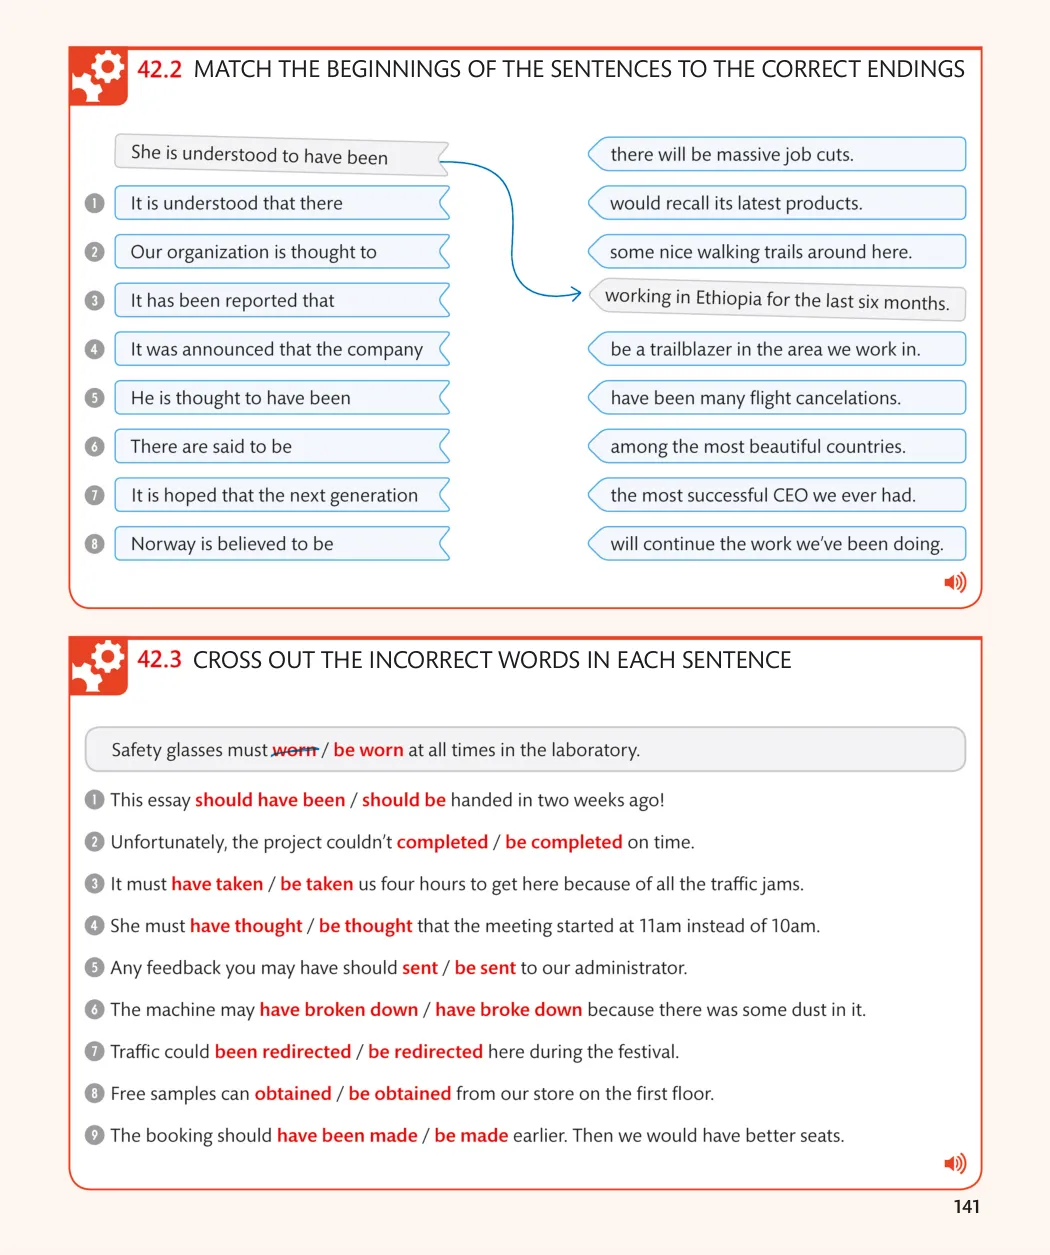 42.2 MATCH THE BEGINNINGS OF THE SENTENCES TO THE CORRECT ENDINGS
She is understood to have been
there will be massive job cuts.
1 It is understood that there
would recall its latest products.
2 Our organization is thought to
some nice walking trails around here.
3 It has been reported that
working in Ethiopia for the last six months.
4 It was announced that the company
be a trailblazer in the area we work in.
5 He is thought to have been
have been many flight cancelations.
6 There are said to be
among the most beautiful countries.
7 It is hoped that the next generation
the most successful CEO we ever had.
8 Norway is believed to be
will continue the work we've been doing.
42.3 CROSS OUT THE INCORRECT WORDS IN EACH SENTENCE
Safety glasses must worn / be worn at all times in the laboratory.
1 This essay should have been / should be handed in two weeks ago!
2 Unfortunately, the project couldn't completed / be completed on time.
3 It must have taken / be taken us four hours to get here because of all the traffic jams.
4 She must have thought / be thought that the meeting started at 11am instead of 10am.
5 Any feedback you may have should sent / be sent to our administrator.
6 The machine may have broken down / have broke down because there was some dust in it.
7 Traffic could been redirected / be redirected here during the festival.
8 Free samples can obtained / be obtained from our store on the first floor.
9 The booking should have been made / be made earlier. Then we would have better seats.
141